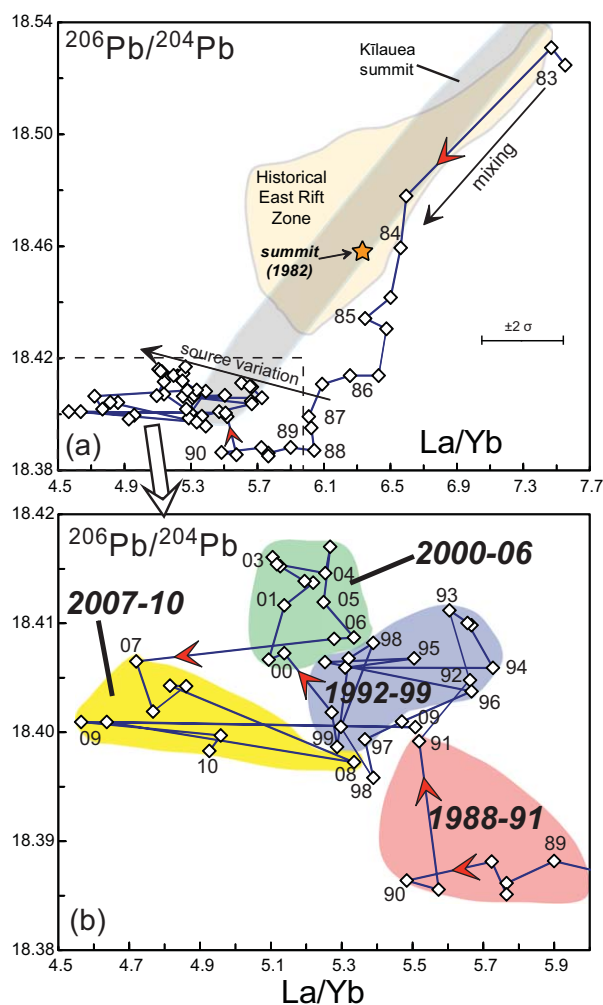 18.54
206Pb/204Pb
Kīlauea
summit
83
18.50
mixing
Historical
East Rift
Zone
84
18.46
summit
(1982)
85
±2 σ
18.42
source variation
86
87
89
(a)
90
88
La/Yb
18.38
4.5 4.9 5.3 5.7 6.1 6.5 6.9 7.3 7.7
18.42
206Pb/204Pb
2000-06
03
04
2007-10
01
05
93
18.41
06
98
95
07
00
94
92
1992-99
96
09
18.40
09
99
97
91
10
08
98
18.39
1988-91
89
90
(b)
18.38
4.5 4.7 4.9 5.1 5.3 5.5 5.7 5.9
La/Yb